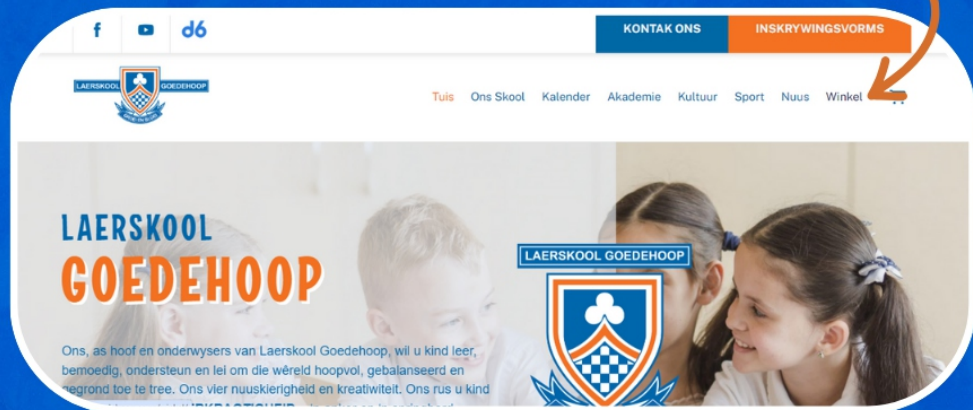 f
d6
KONTAK ONS
INSKRYWINGSVORMS
LAERSKOOL GOEDEHOOP
Tuis Ons Skool Kalender Akademie Kultuur Sport Nuus Winkel
LAERSKOOL
GOEDEHOOP
LAERSKOOL GOEDEHOOP
Ons, as hoof en onderwysers van Laerskool Goedehoop, wil u kind leer,
bemoedig, ondersteun en lei om die wêreld hoopvol, gebalanseerd en
gegrond toe te tree. Ons vier nuuskierigheid en kreatiwiteit. Ons rus u kind